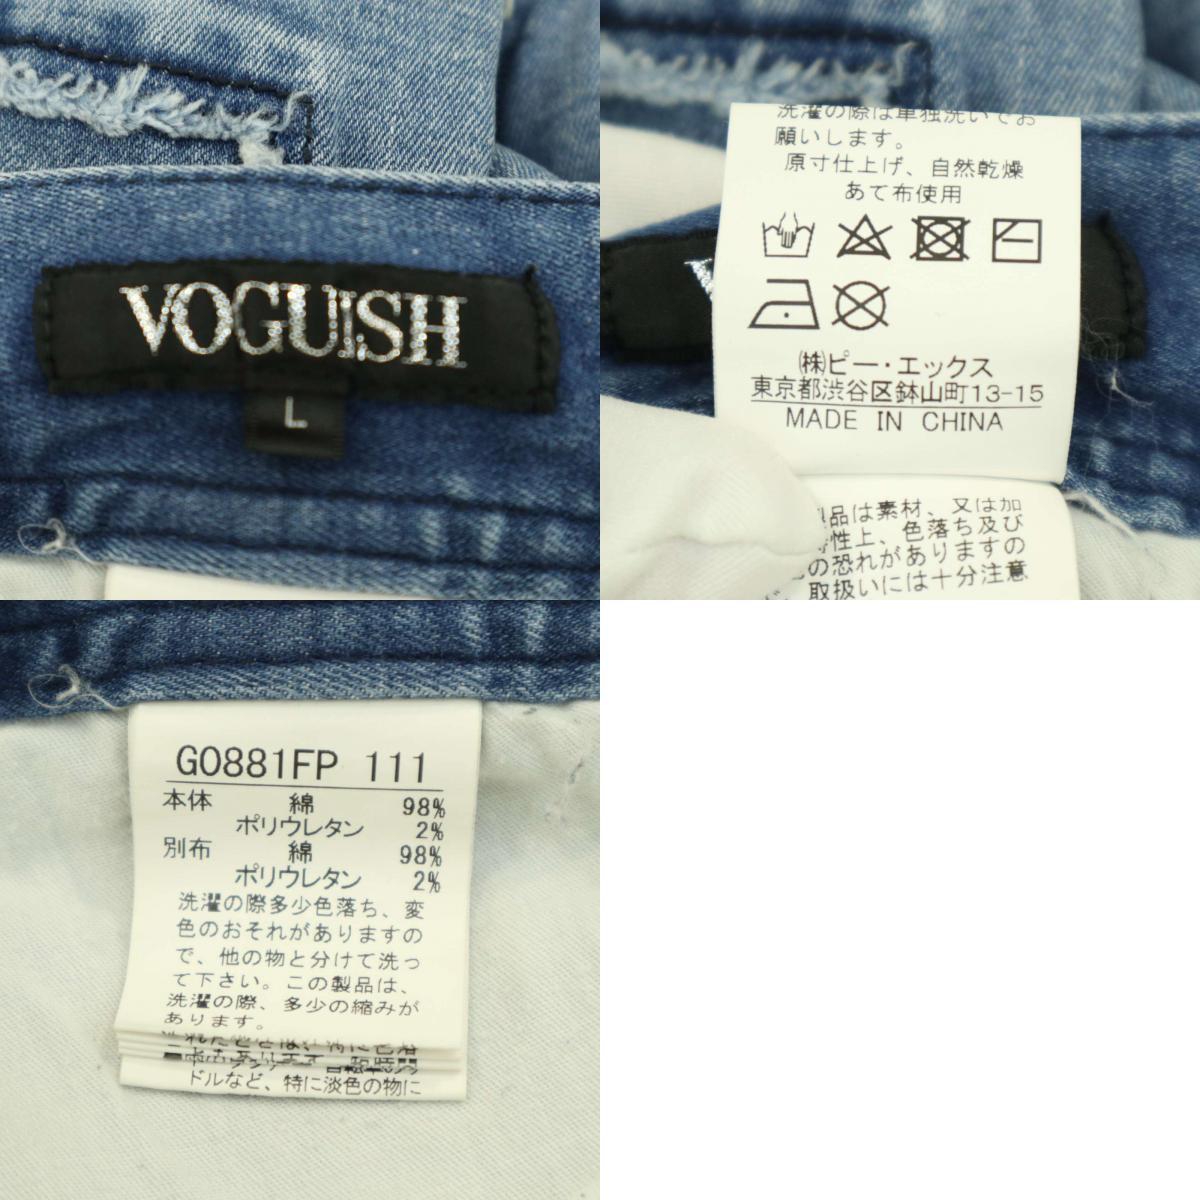 VOGUISH
L
洗濯の際は単独洗いでお
願いします。
原寸仕上げ、自然乾燥
あて布使用
(株)ピー・エックス
東京都渋谷区鉢山町13-15
MADE IN CHINA
品は素材、又は加
性上、色落ち及び
の恐れがありますの
取扱いには十分注意
G0881FP 111
本体 綿 98%
ポリウレタン 2%
別布 綿 98%
ポリウレタン 2%
洗濯の際多少色落ち、変
色のおそれがありますの
で、他の物と分けて洗っ
て下さい。この製品は、
洗濯の際、多少の縮みが
あります。
ドルなど、特に淡色の物に